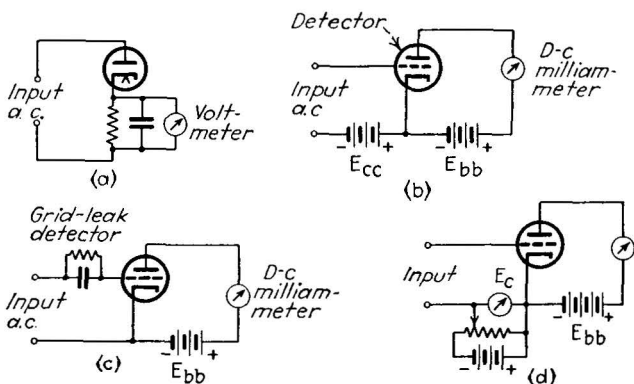 Input
a.c.
Volt-
meter
(a)
Detector
Input
a.c
D-c
milliam-
meter
- +
Ecc
- +
Ebb
(b)
Grid-leak
detector
Input
a.c.
D-c
milliam-
meter
- +
Ebb
(c)
Input
Ec
- +
Ebb
- +
(d)